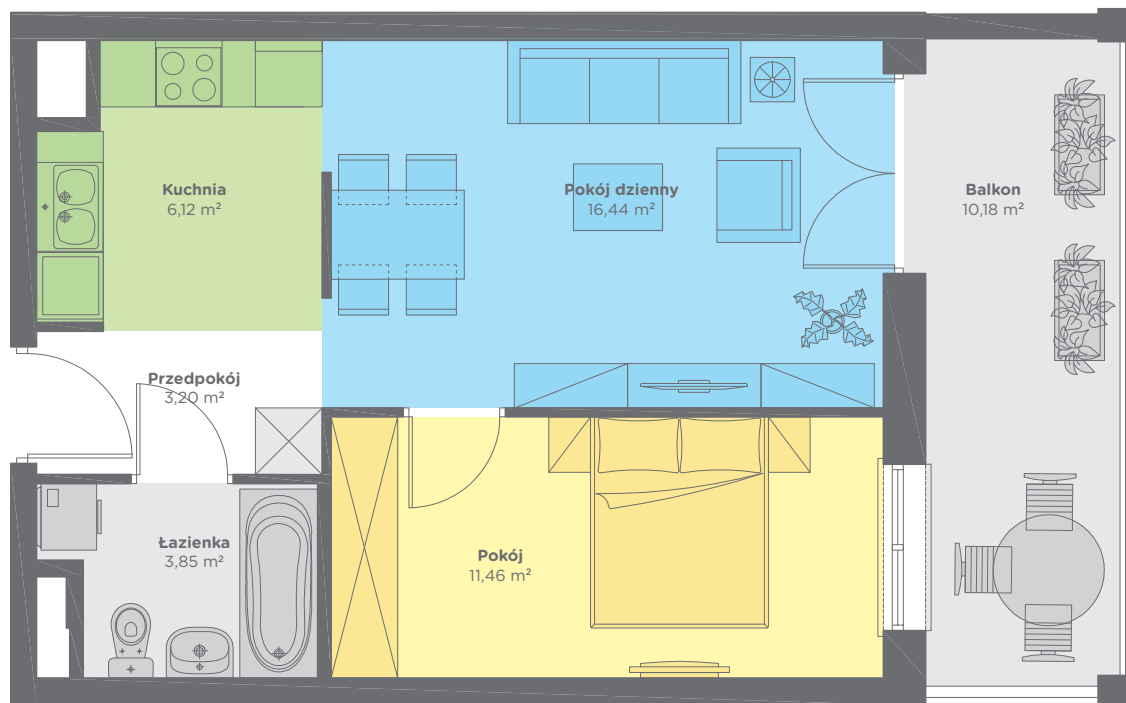 Kuchnia
6,12 m²
Pokój dzienny
16,44 m²
Balkon
10,18 m²
Przedpokój
3,20 m²
Łazienka
3,85 m²
Pokój
11,46 m²